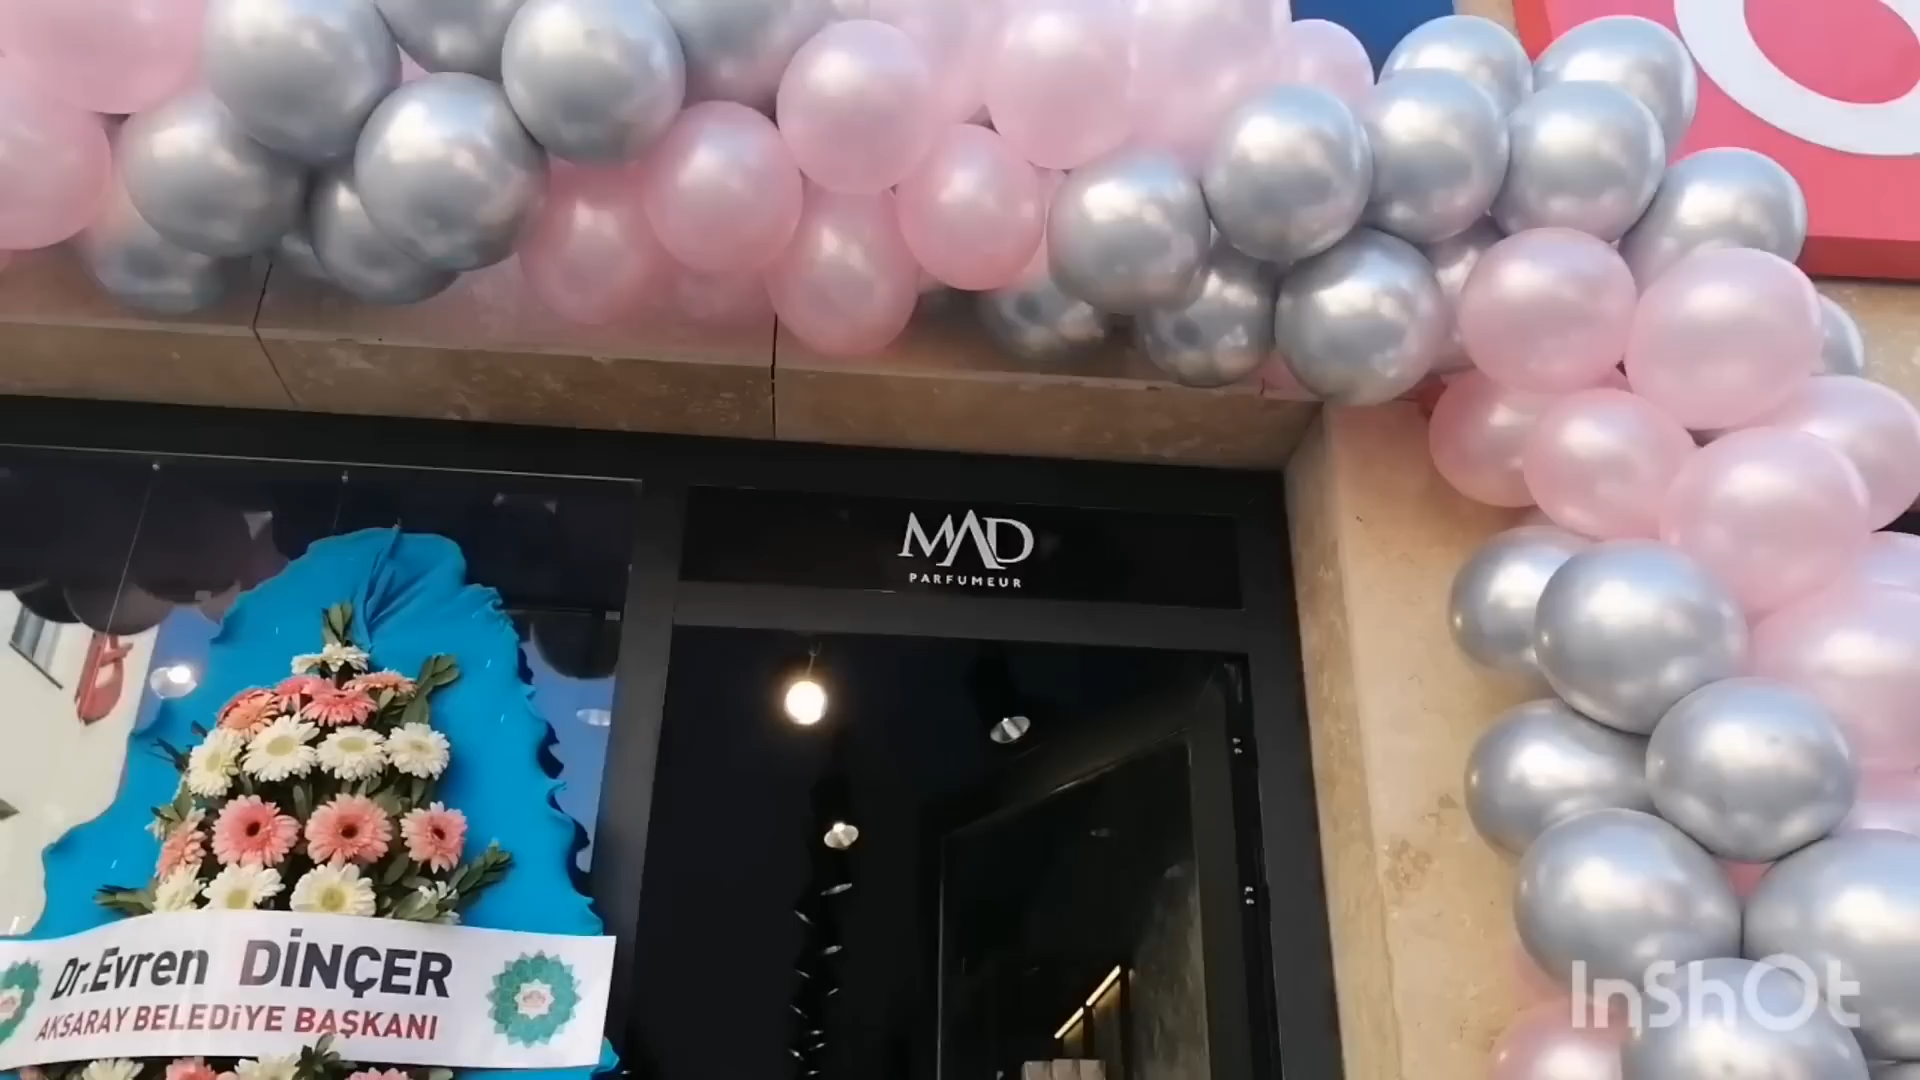 MAD
PARFUMEUR
Dr.Evren DİNÇER
AKSARAY BELEDİYE BAŞKANI
InShOt